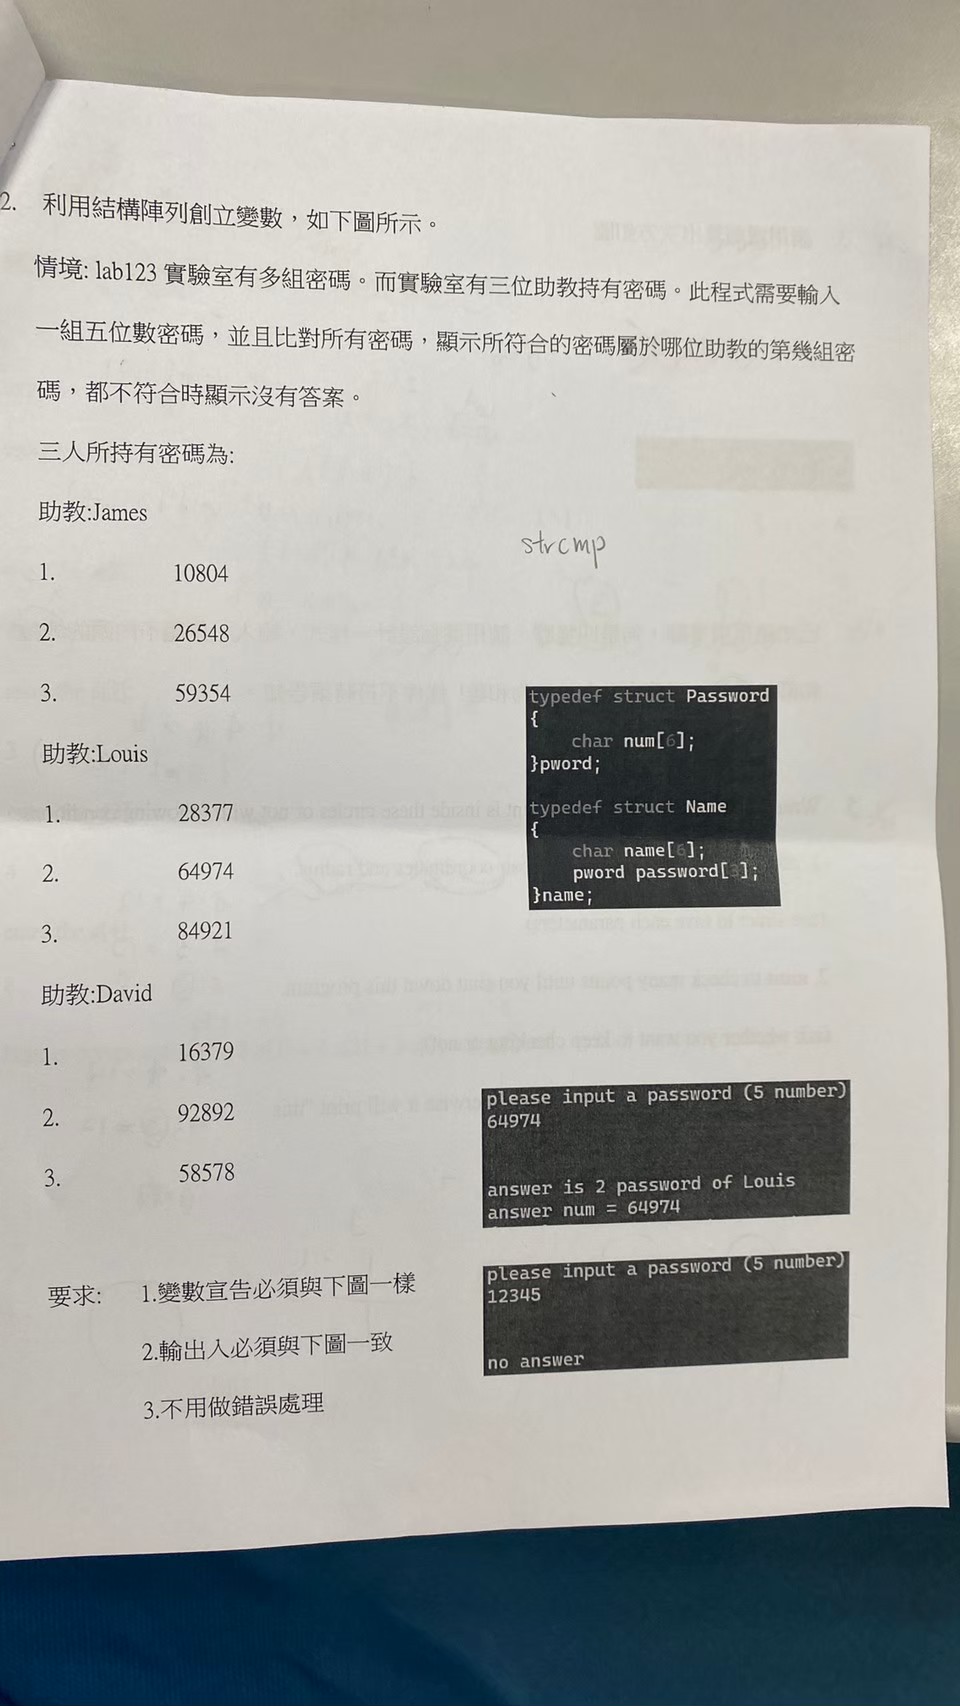 2. 利用結構陣列創立變數，如下圖所示。
情境: lab123 實驗室有多組密碼。而實驗室有三位助教持有密碼。此程式需要輸入
一組五位數密碼，並且比對所有密碼，顯示所符合的密碼屬於哪位助教的第幾組密
碼，都不符合時顯示沒有答案。
三人所持有密碼為:
助教:James
strcmp
1. 10804
2. 26548
3. 59354
助教:Louis
1. 28377
2. 64974
3. 84921
typedef struct Password
{
char num[6];
}pword;
typedef struct Name
{
char name[6];
pword password[3];
}name;
助教:David
1. 16379
2. 92892
3. 58578
please input a password (5 number)
64974
answer is 2 password of Louis
answer num = 64974
please input a password (5 number)
12345
no answer
要求: 1.變數宣告必須與下圖一樣
2.輸出入必須與下圖一致
3.不用做錯誤處理